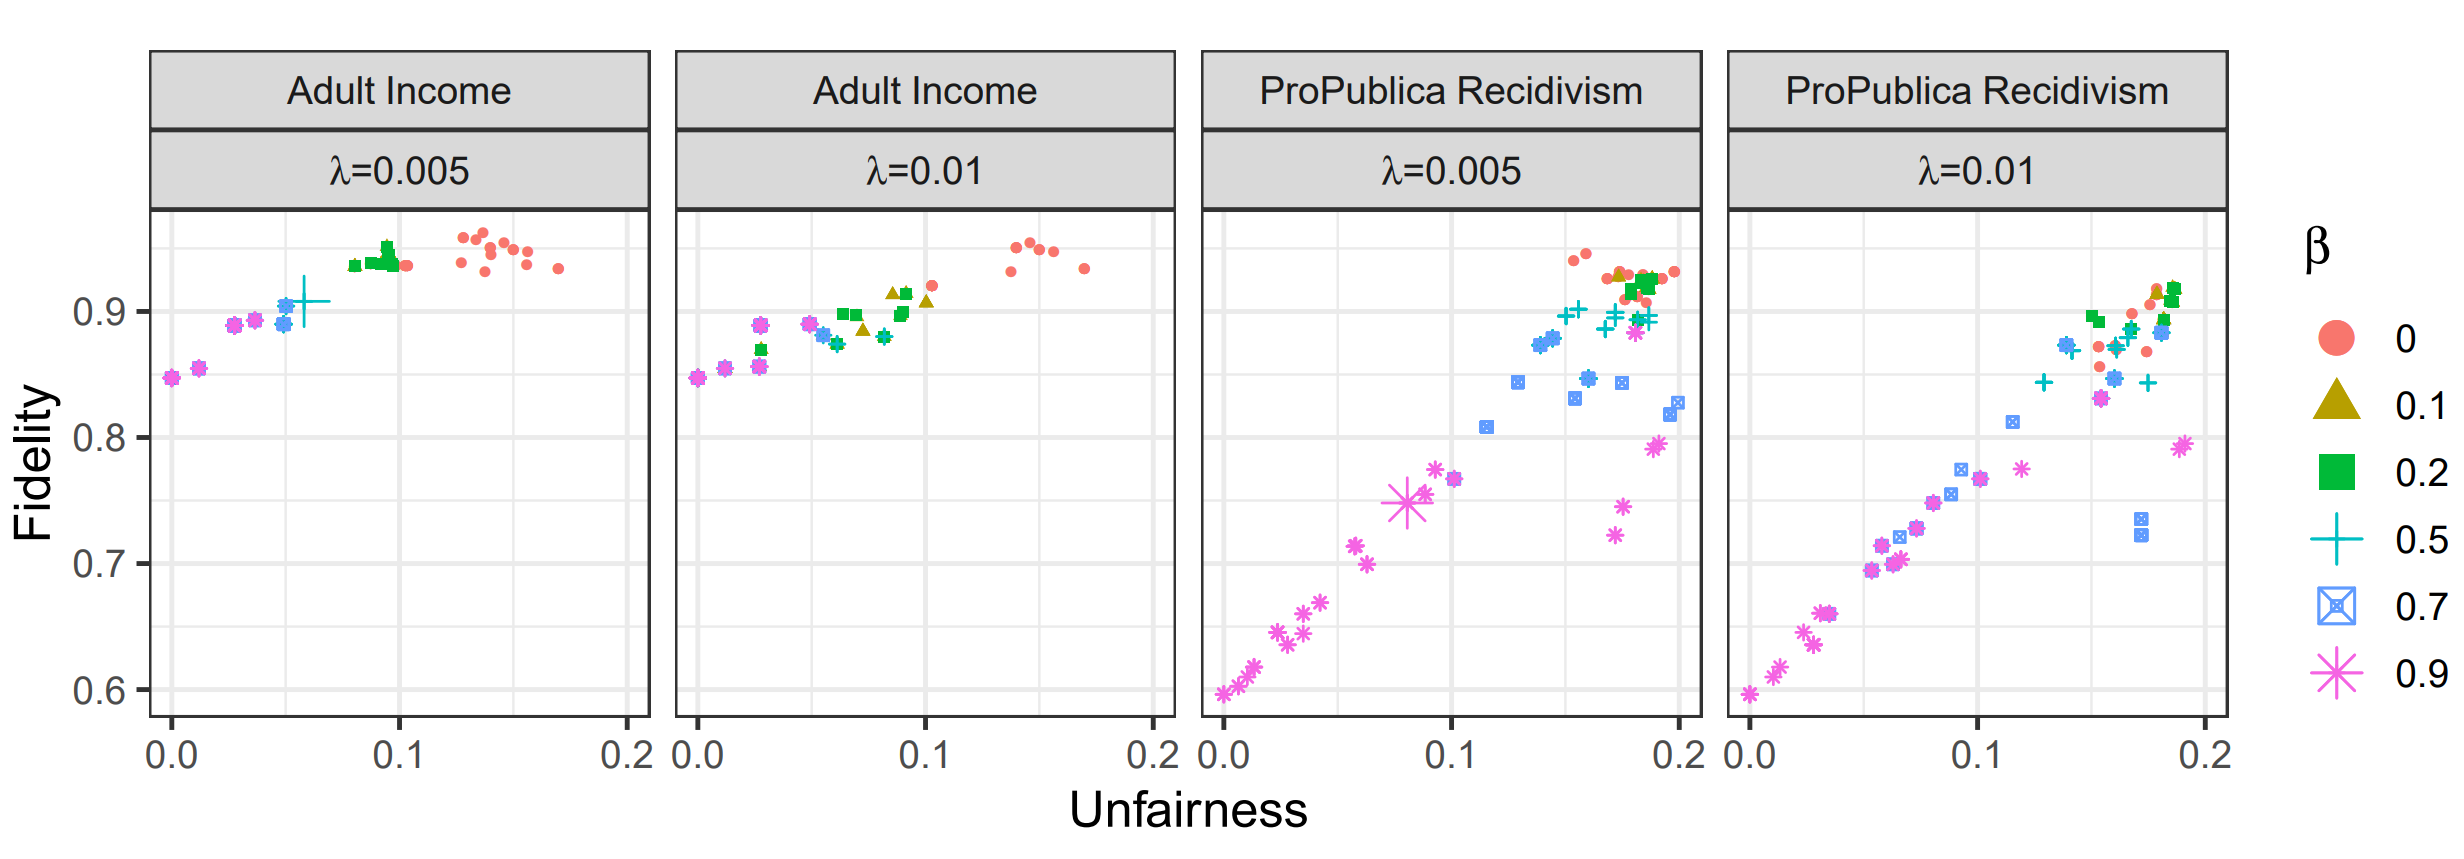 Adult Income
Adult Income
ProPublica Recidivism
ProPublica Recidivism
λ=0.005
λ=0.01
λ=0.005
λ=0.01
Fidelity
0.9
0.8
0.7
0.6
0.0 0.1 0.2
0.0 0.1 0.2
0.0 0.1 0.2
0.0 0.1 0.2
Unfairness
β
0
0.1
0.2
0.5
0.7
0.9